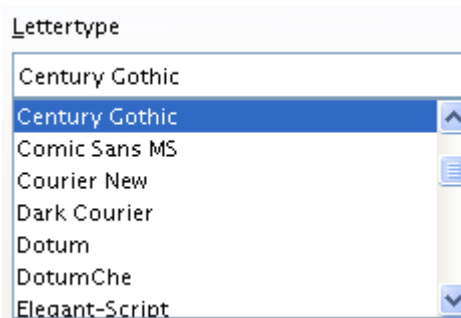 Lettertype
Century Gothic
Century Gothic
Comic Sans MS
Courier New
Dark Courier
Dotum
DotumChe
Elegant-Script